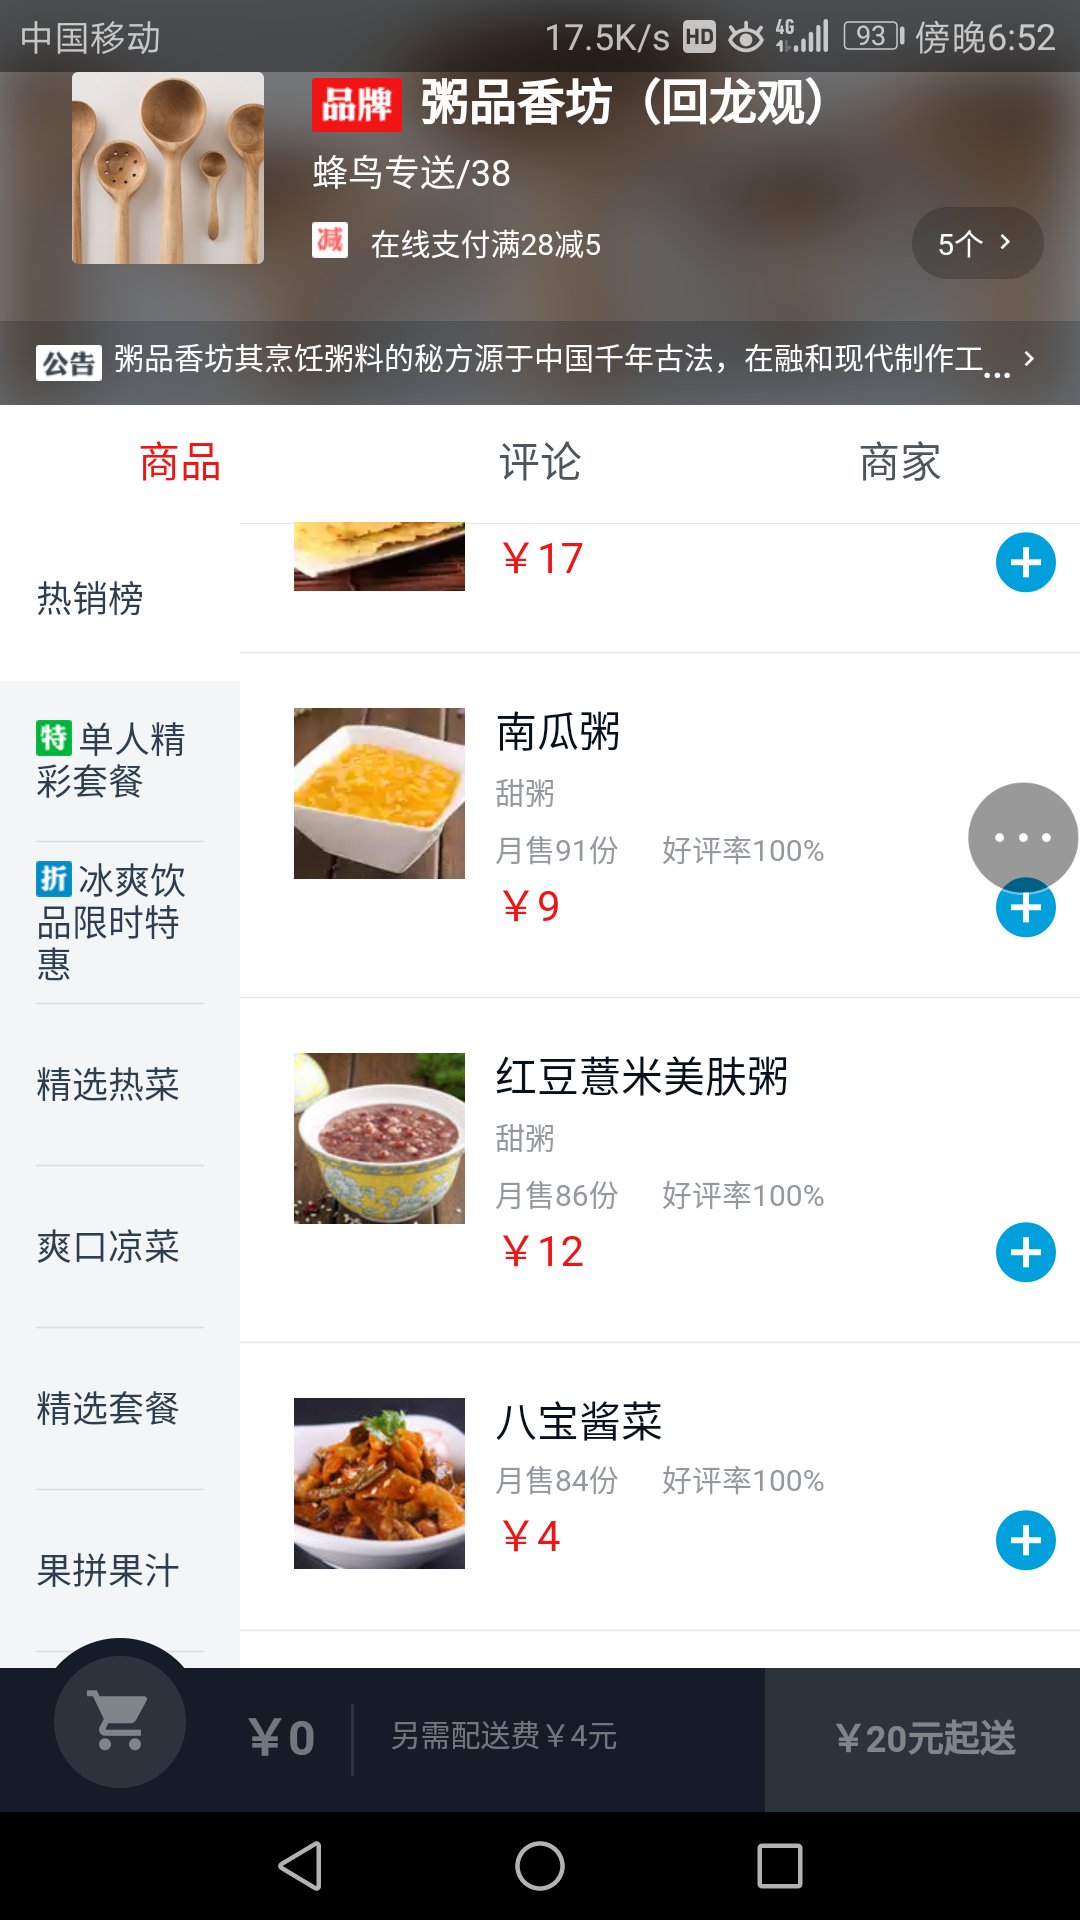 中国移动 17.5K/s HD 4G 93 傍晚6:52
品牌 粥品香坊（回龙观）
蜂鸟专送/38
减 在线支付满28减5 5个
公告 粥品香坊其烹饪粥料的秘方源于中国千年古法，在融和现代制作工...
商品 评论 商家
￥17
热销榜
南瓜粥
甜粥
月售91份 好评率100%
￥9
特 单人精
彩套餐
折 冰爽饮
品限时特
惠
红豆薏米美肤粥
甜粥
月售86份 好评率100%
￥12
精选热菜
爽口凉菜
八宝酱菜
月售84份 好评率100%
￥4
精选套餐
果拼果汁
￥0 另需配送费￥4元 ￥20元起送